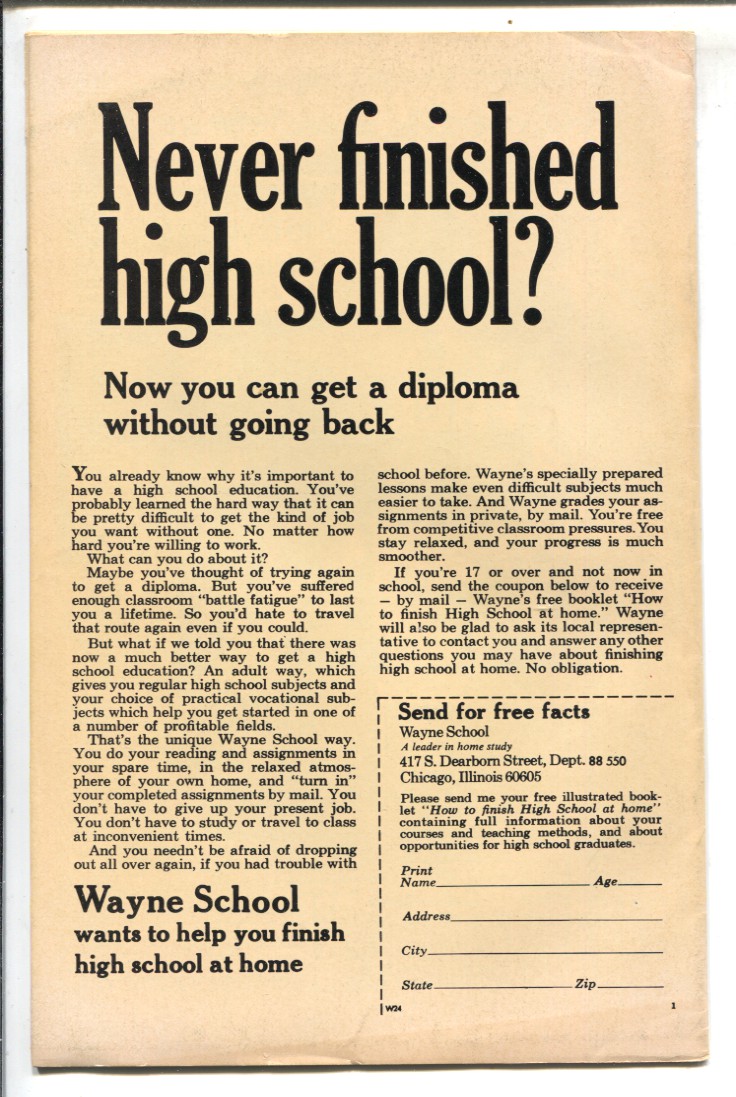 Never finished
high school?
Now you can get a diploma
without going back
You already know why it's important to
have a high school education. You've
probably learned the hard way that it can
be pretty difficult to get the kind of job
you want without one. No matter how
hard you're willing to work.
What can you do about it?
Maybe you've thought of trying again
to get a diploma. But you've suffered
enough classroom "battle fatigue" to last
you a lifetime. So you'd hate to travel
that route again even if you could.
But what if we told you that there was
now a much better way to get a high
school education? An adult way, which
gives you regular high school subjects and
your choice of practical vocational sub-
jects which help you get started in one of
a number of profitable fields.
That's the unique Wayne School way.
You do your reading and assignments in
your spare time, in the relaxed atmos-
phere of your own home, and "turn in"
your completed assignments by mail. You
don't have to give up your present job.
You don't have to study or travel to class
at inconvenient times.
And you needn't be afraid of dropping
out all over again, if you had trouble with
school before. Wayne's specially prepared
lessons make even difficult subjects much
easier to take. And Wayne grades your as-
signments in private, by mail. You're free
from competitive classroom pressures. You
stay relaxed, and your progress is much
smoother.
If you're 17 or over and not now in
school, send the coupon below to receive
— by mail — Wayne's free booklet "How
to finish High School at home." Wayne
will also be glad to ask its local represen-
tative to contact you and answer any other
questions you may have about finishing
high school at home. No obligation.
Wayne School
wants to help you finish
high school at home
Send for free facts
Wayne School
A leader in home study
417 S. Dearborn Street, Dept. 88 550
Chicago, Illinois 60605
Please send me your free illustrated book-
let "How to finish High School at home"
containing full information about your
courses and teaching methods, and about
opportunities for high school graduates.
Print
Name Age
Address
City
State Zip
W24 1